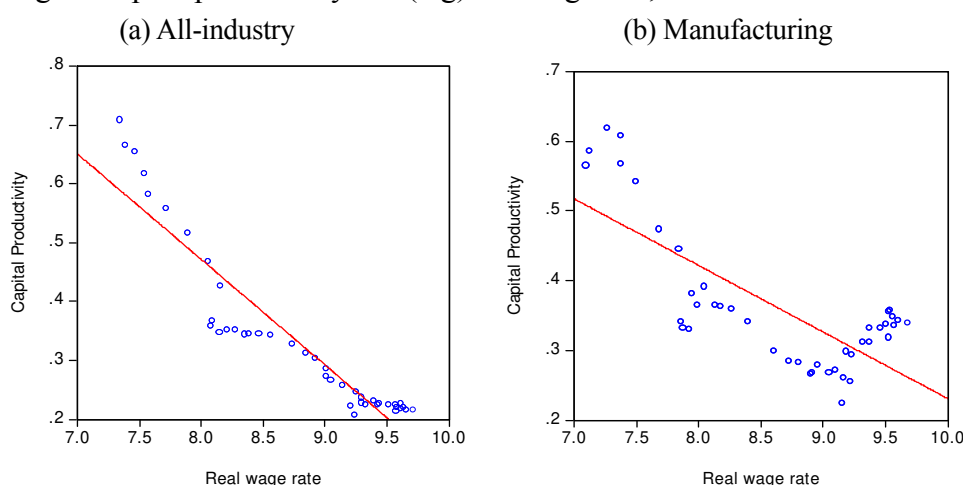 (a) All-industry
(b) Manufacturing
.8
.7
.6
.5
.4
.3
.2
Capital Productivity
7.0 7.5 8.0 8.5 9.0 9.5 10.0
Real wage rate
.7
.6
.5
.4
.3
.2
Capital Productivity
7.0 7.5 8.0 8.5 9.0 9.5 10.0
Real wage rate